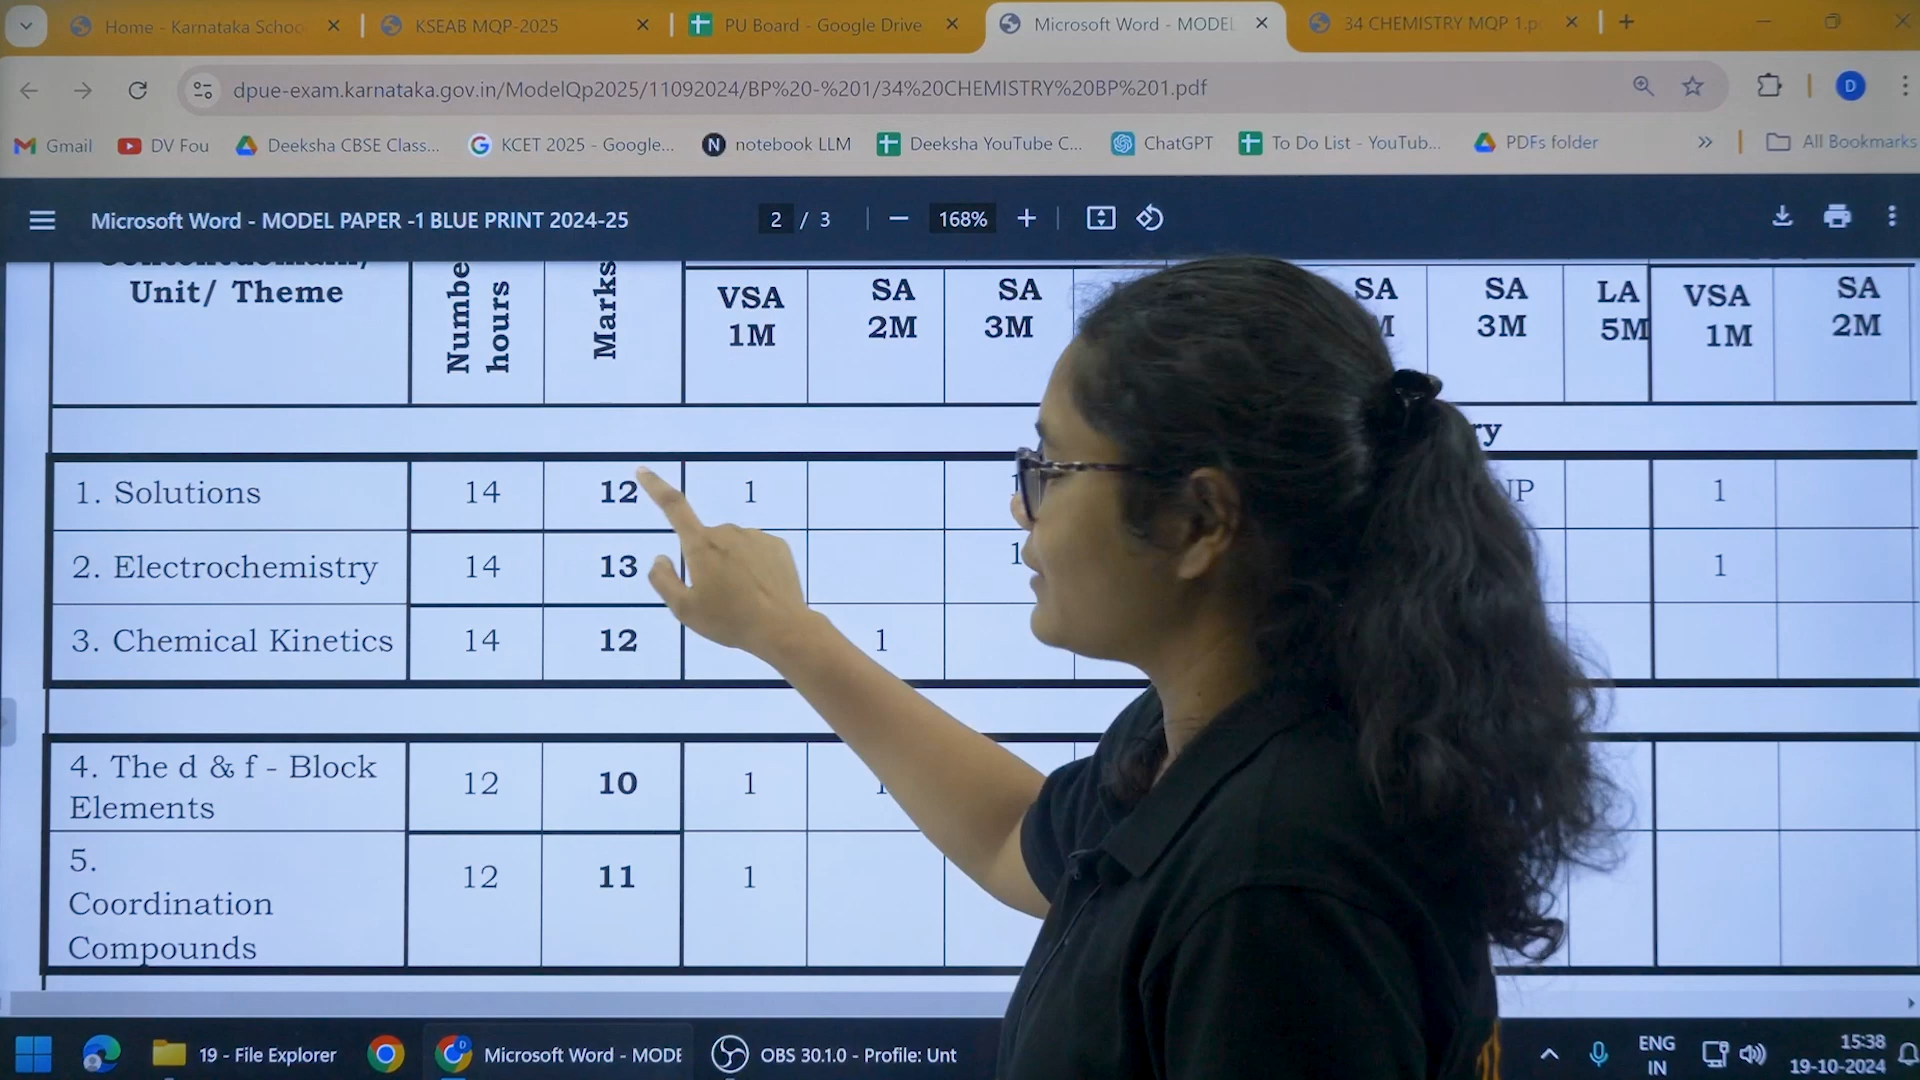 Home - Karnataka Schoo
KSEAB MQP-2025
PU Board - Google Drive
Microsoft Word - MODEL
34 CHEMISTRY MQP 1.p
dpue-exam.karnataka.gov.in/ModelQp2025/11092024/BP%20-%201/34%20CHEMISTRY%20BP%201.pdf
D
Gmail
DV Fou
Deeksha CBSE Class...
KCET 2025 - Google...
notebook LLM
Deeksha YouTube C...
ChatGPT
To Do List - YouTub...
PDFs folder
All Bookmarks
Microsoft Word - MODEL PAPER -1 BLUE PRINT 2024-25
2 / 3
168%
Unit/ Theme
Numbe
hours
Marks
VSA
1M
SA
2M
SA
3M
SA
M
SA
3M
LA
5M
VSA
1M
SA
2M
ry
1. Solutions 14 12 1 1 NP 1
2. Electrochemistry 14 13 1 1
3. Chemical Kinetics 14 12 1
4. The d & f - Block
Elements
12 10 1 1
5.
Coordination
Compounds
12 11 1
19 - File Explorer
Microsoft Word - MODE
OBS 30.1.0 - Profile: Unt
ENG
IN
15:38
19-10-2024